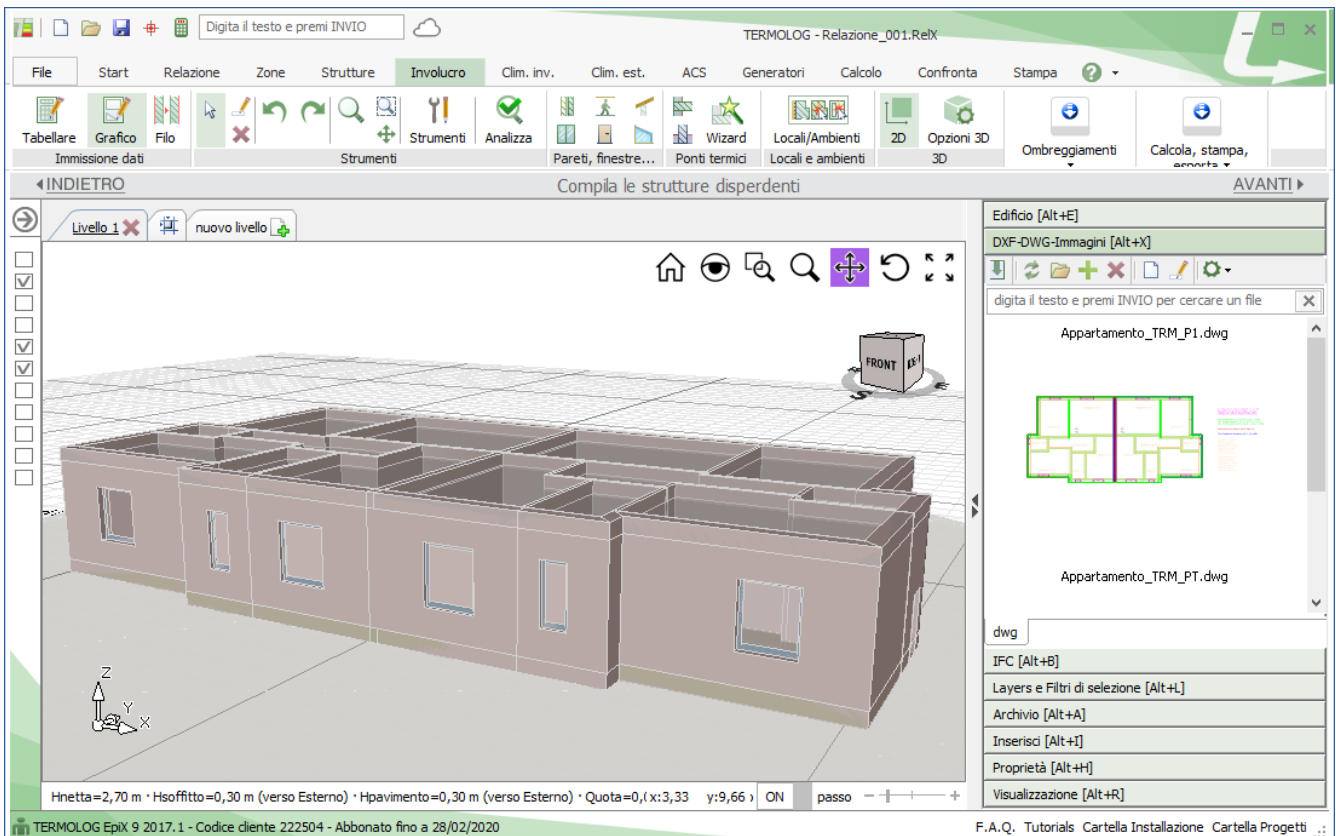 Digita il testo e premi INVIO
TERMOLOG - Relazione_001.RelX
File Start Relazione Zone Strutture Involucro Clim. inv. Clim. est. ACS Generatori Calcolo Confronta Stampa
Tabellare Grafico Filo Strumenti Analizza Wizard Locali/Ambienti 2D Opzioni 3D Ombreggiamenti Calcola, stampa,
esporta
Immissione dati Strumenti Pareti, finestre... Ponti termici Locali e ambienti 3D
INDIETRO Compila le strutture disperdenti AVANTI
Livello 1 nuovo livello
Edificio [Alt+E]
DXF-DWG-Immagini [Alt+X]
digita il testo e premi INVIO per cercare un file
Appartamento_TRM_P1.dwg
FRONT
S
E
Appartamento_TRM_PT.dwg
dwg
IFC [Alt+B]
Layers e Filtri di selezione [Alt+L]
Archivio [Alt+A]
Inserisci [Alt+I]
Proprietà [Alt+H]
Visualizzazione [Alt+R]
Z
Y
X
Hnetta=2,70 m · Hsoffitto=0,30 m (verso Esterno) · Hpavimento=0,30 m (verso Esterno) · Quota=0,( x:3,33 y:9,66 ) ON passo
TERMOLOG EpiX 9 2017.1 - Codice cliente 222504 - Abbonato fino a 28/02/2020
F.A.Q. Tutorials Cartella Installazione Cartella Progetti